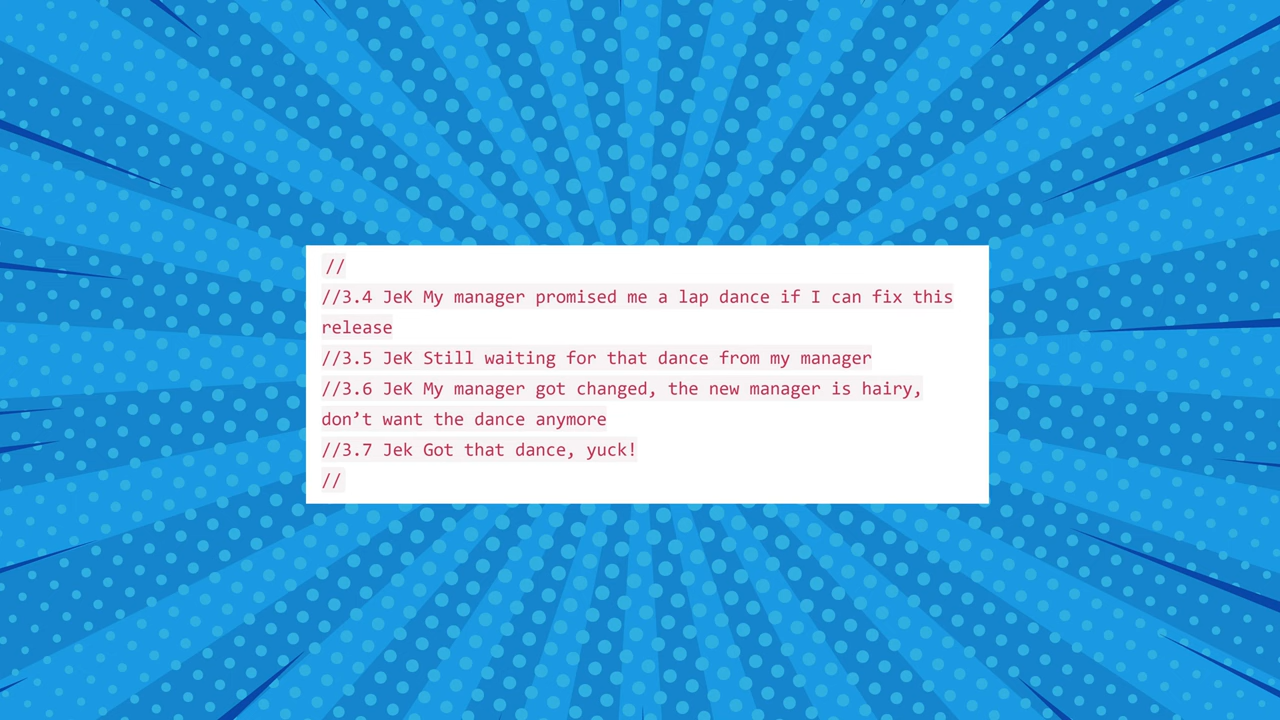 //
//3.4 JeK My manager promised me a lap dance if I can fix this
release
//3.5 JeK Still waiting for that dance from my manager
//3.6 JeK My manager got changed, the new manager is hairy,
don’t want the dance anymore
//3.7 Jek Got that dance, yuck!
//